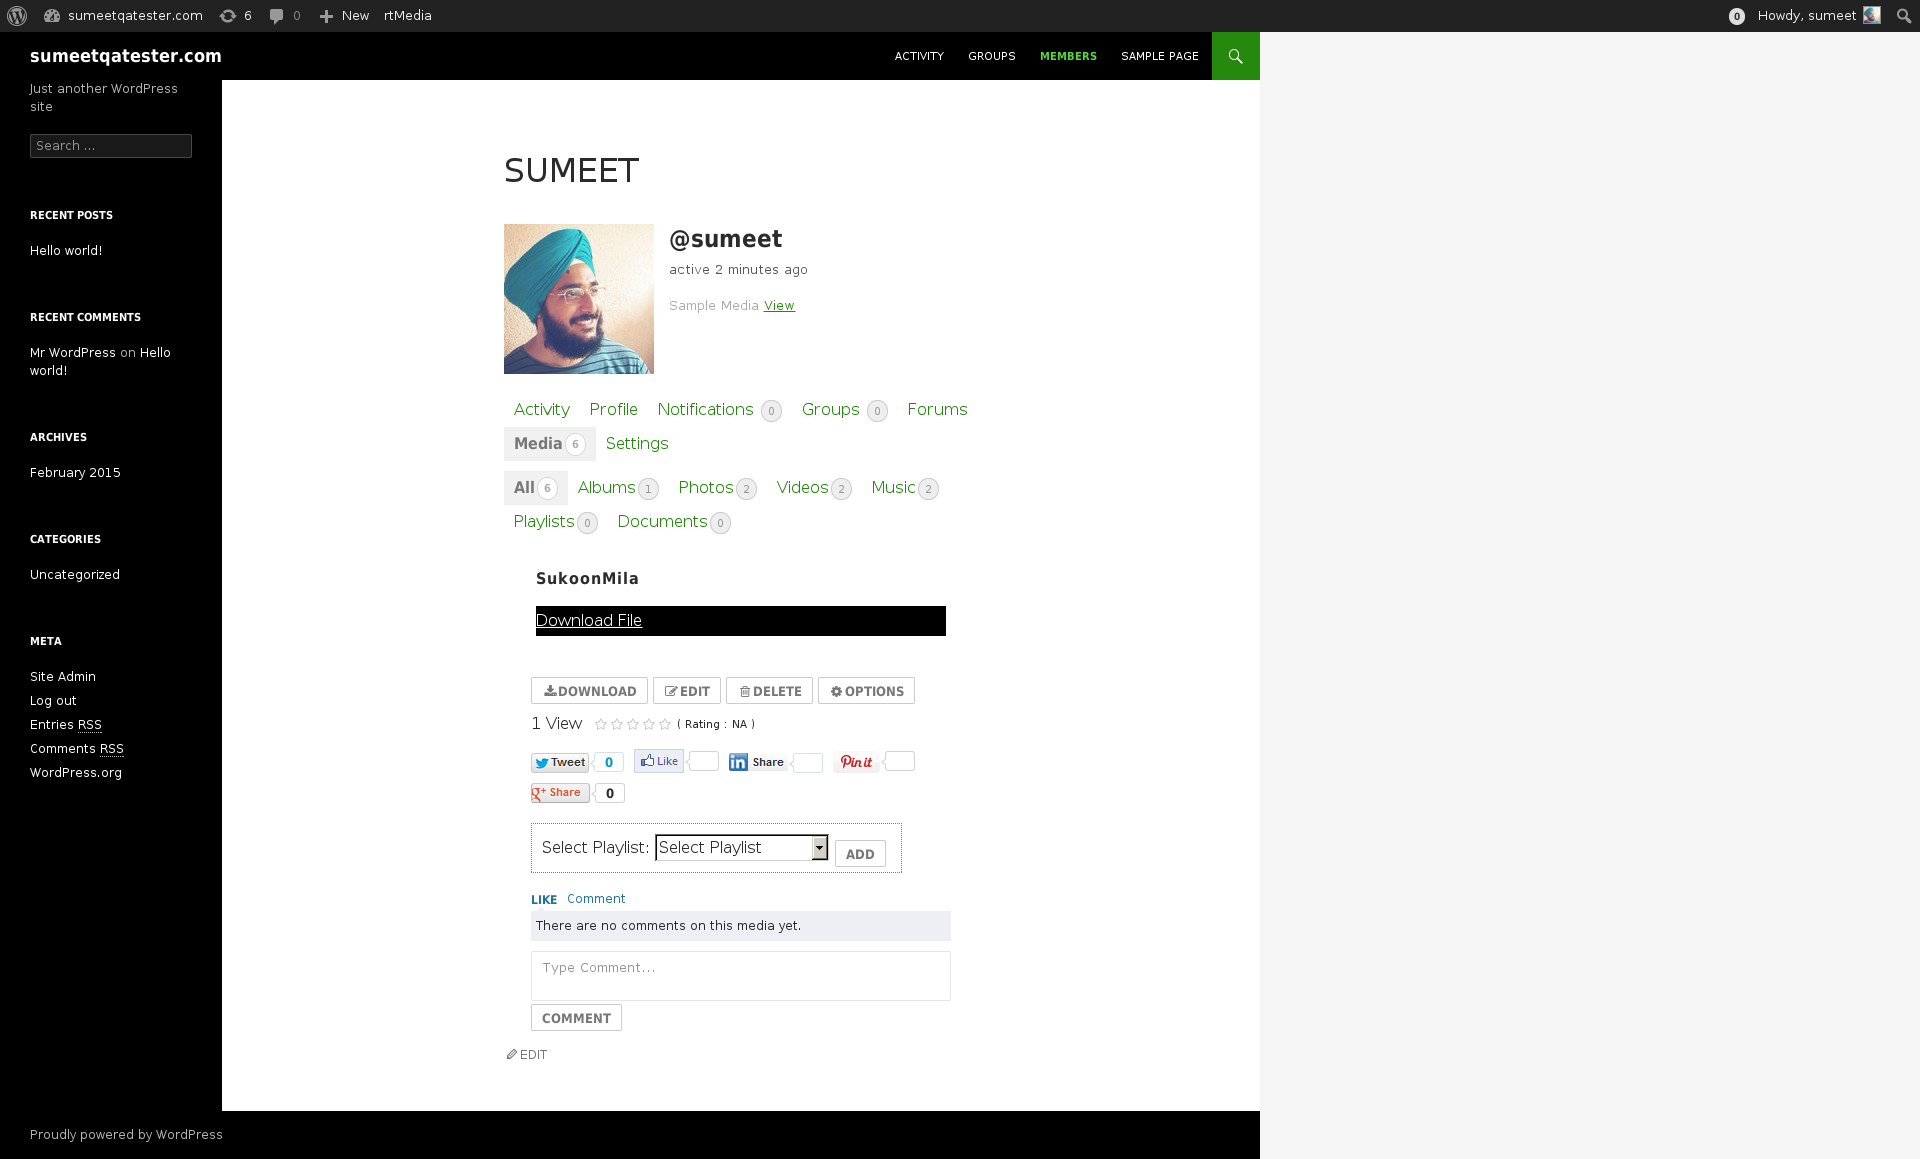 sumeetqatester.com 6 0 New rtMedia 0 Howdy, sumeet
sumeetqatester.com ACTIVITY GROUPS MEMBERS SAMPLE PAGE
Just another WordPress
site
Search ...
RECENT POSTS
Hello world!
RECENT COMMENTS
Mr WordPress on Hello
world!
ARCHIVES
February 2015
CATEGORIES
Uncategorized
META
Site Admin
Log out
Entries RSS
Comments RSS
WordPress.org
SUMEET
@sumeet
active 2 minutes ago
Sample Media View
Activity Profile Notifications 0 Groups 0 Forums
Media 6 Settings
All 6 Albums 1 Photos 2 Videos 2 Music 2
Playlists 0 Documents 0
SukoonMila
Download File
DOWNLOAD EDIT DELETE OPTIONS
1 View ( Rating : NA )
Tweet 0 Like in Share Pin it
g+ Share 0
Select Playlist: Select Playlist ADD
LIKE Comment
There are no comments on this media yet.
Type Comment...
COMMENT
EDIT
Proudly powered by WordPress